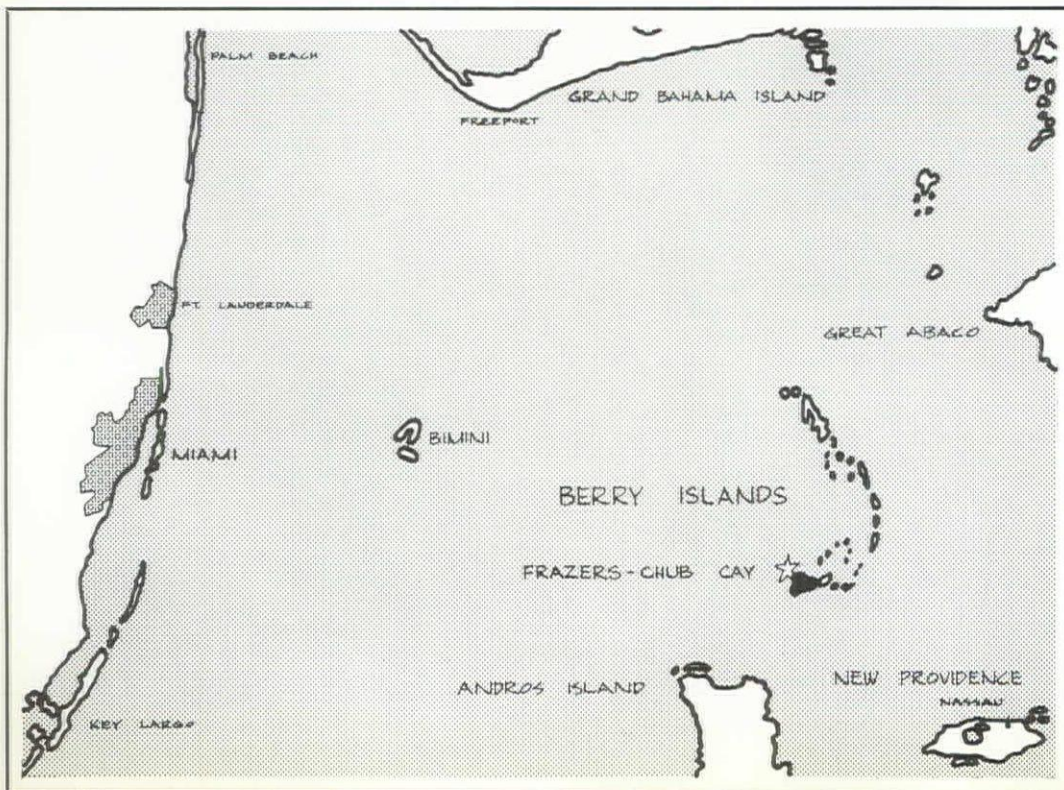 PALM BEACH
GRAND BAHAMA ISLAND
FREEPORT
FT. LAUDERDALE
GREAT ABACO
BIMINI
MIAMI
BERRY ISLANDS
FRAZERS-CHUB CAY
NEW PROVIDENCE
ANDROS ISLAND
NASSAU
KEY LARGO